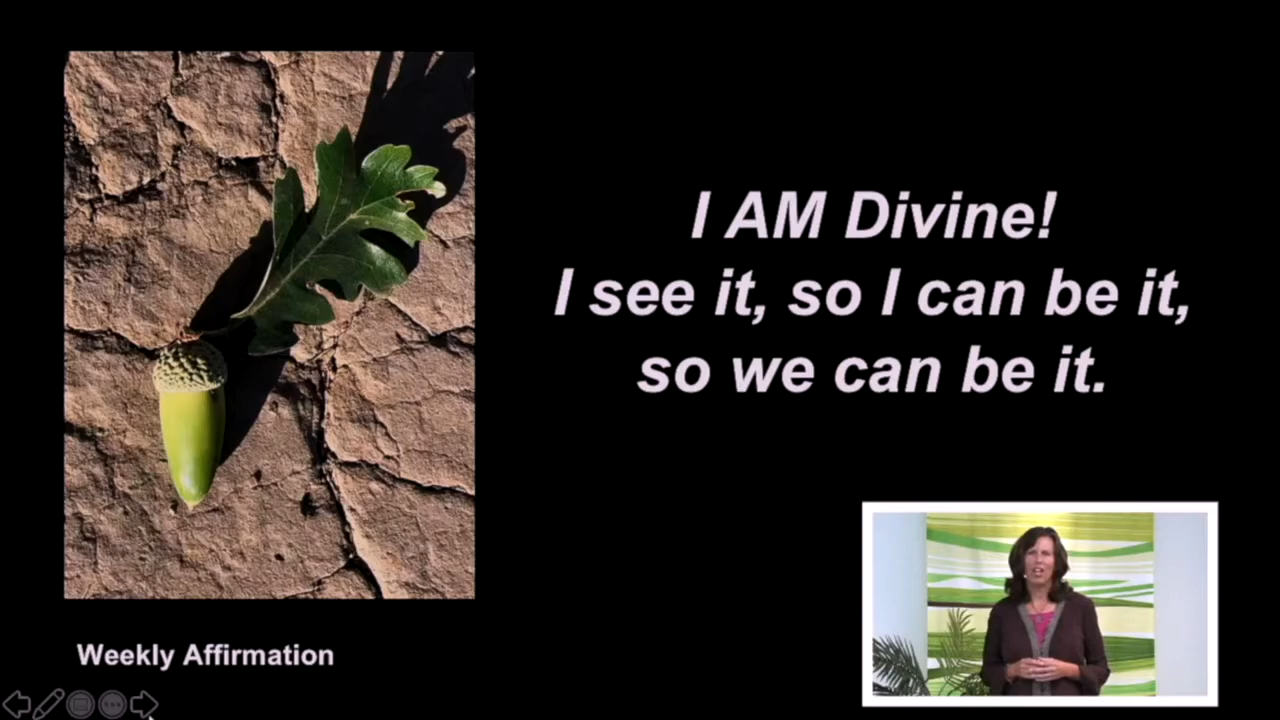 I AM Divine!
I see it, so I can be it,
so we can be it.
Weekly Affirmation